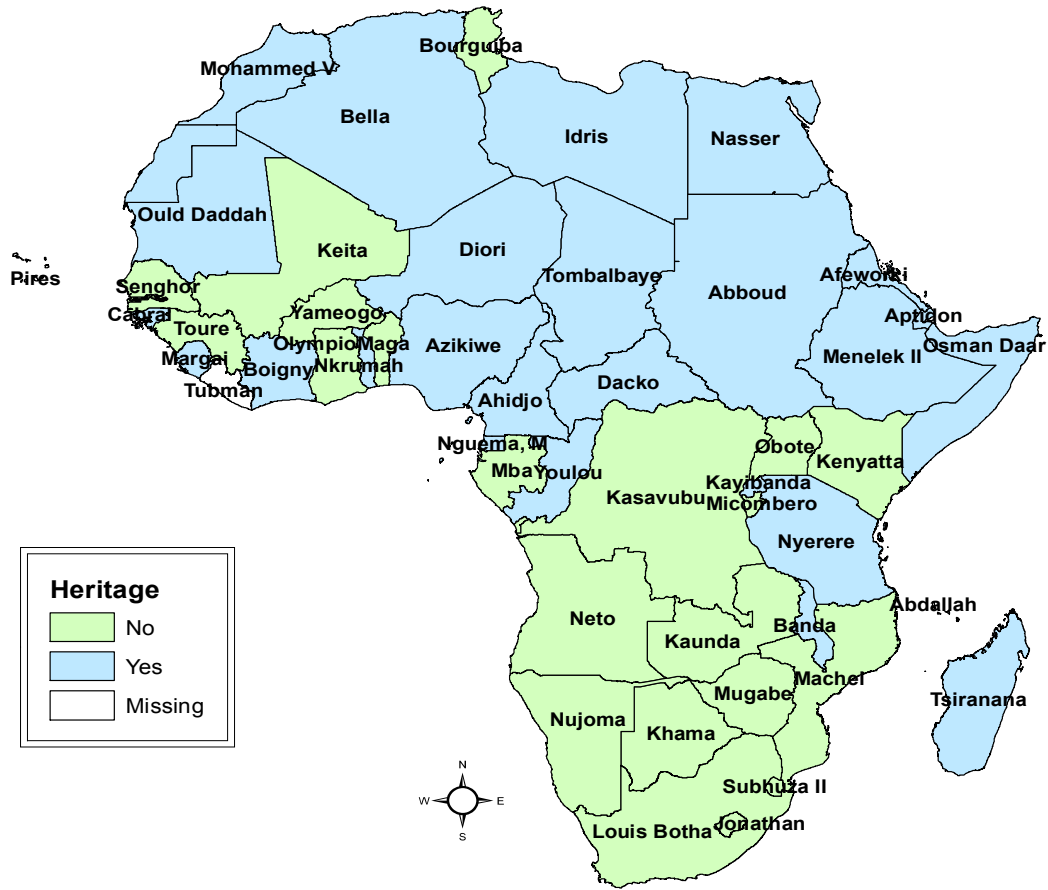 Bourguiba
Mohammed V
Bella
Idris
Nasser
Ould Daddah
Keita
Diori
Tombalbaye
Abboud
Pires
Senghor
Cabral
Toure
Yameogo
Olympio
Maga
Nkrumah
Azikiwe
Margai
Boigny
Tubman
Ahidjo
Dacko
Aptidon
Osman Daar
Menelek II
Nguema, M
Mba
Youlou
Obote
Kenyatta
Kasavubu
Kayibanda
Micombero
Nyerere
Abdallah
Neto
Kaunda
Banda
Machel
Tsiranana
Nujoma
Khama
Mugabe
Subhuza II
Louis Botha
Jonathan
Heritage
No
Yes
Missing
N
W
E
S